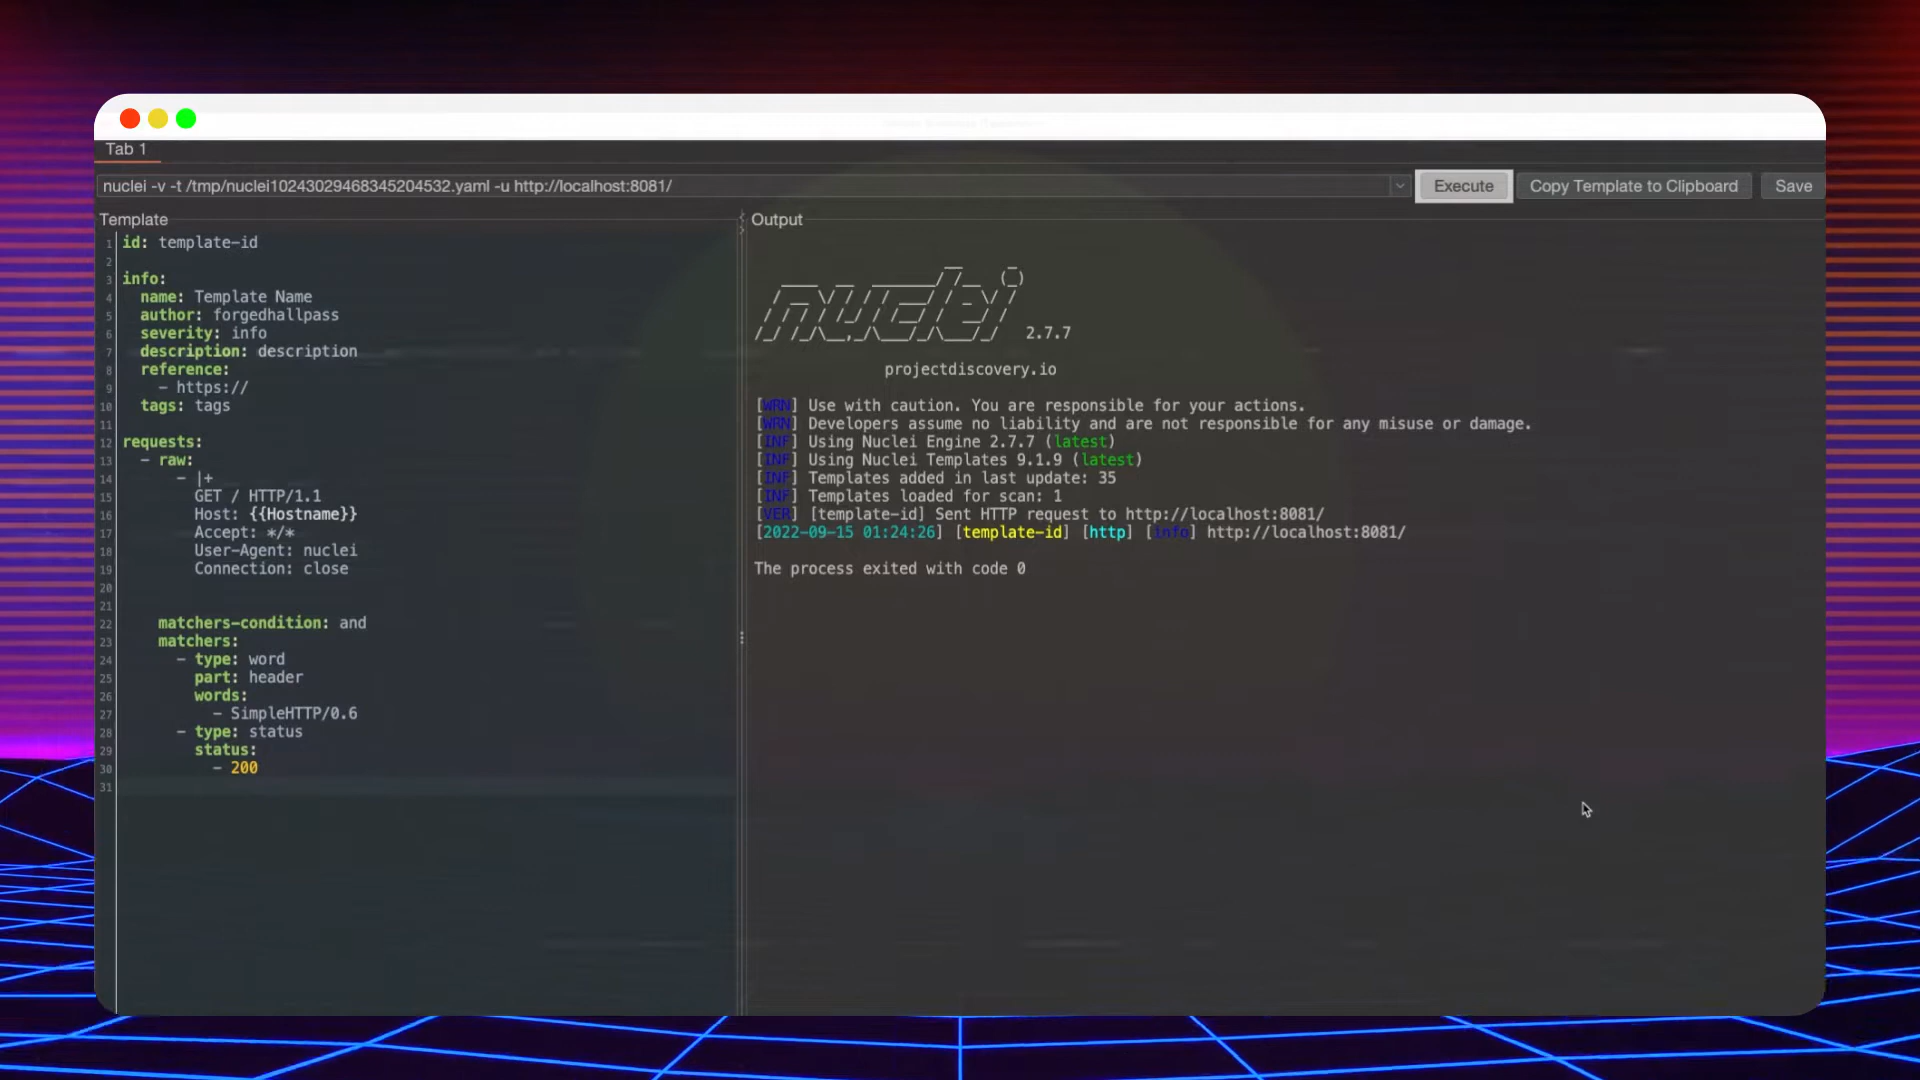 Tab 1
nuclei -v -t /tmp/nuclei10243029468345204532.yaml -u http://localhost:8081/
Execute
Copy Template to Clipboard
Save
Template
1 id: template-id
2
3 info:
4 name: Template Name
5 author: forgedhallpass
6 severity: info
7 description: description
8 reference:
9 - https://
10 tags: tags
11
12 requests:
13 - raw:
14 - |+
15 GET / HTTP/1.1
16 Host: {{Hostname}}
17 Accept: */*
18 User-Agent: nuclei
19 Connection: close
20
21
22 matchers-condition: and
23 matchers:
24 - type: word
25 part: header
26 words:
27 - SimpleHTTP/0.6
28 - type: status
29 status:
30 - 200
31
Output
nuclei 2.7.7
projectdiscovery.io
[WRN] Use with caution. You are responsible for your actions.
[WRN] Developers assume no liability and are not responsible for any misuse or damage.
[INF] Using Nuclei Engine 2.7.7 (latest)
[INF] Using Nuclei Templates 9.1.9 (latest)
[INF] Templates added in last update: 35
[INF] Templates loaded for scan: 1
[VER] [template-id] Sent HTTP request to http://localhost:8081/
[2022-09-15 01:24:26] [template-id] [http] [info] http://localhost:8081/
The process exited with code 0